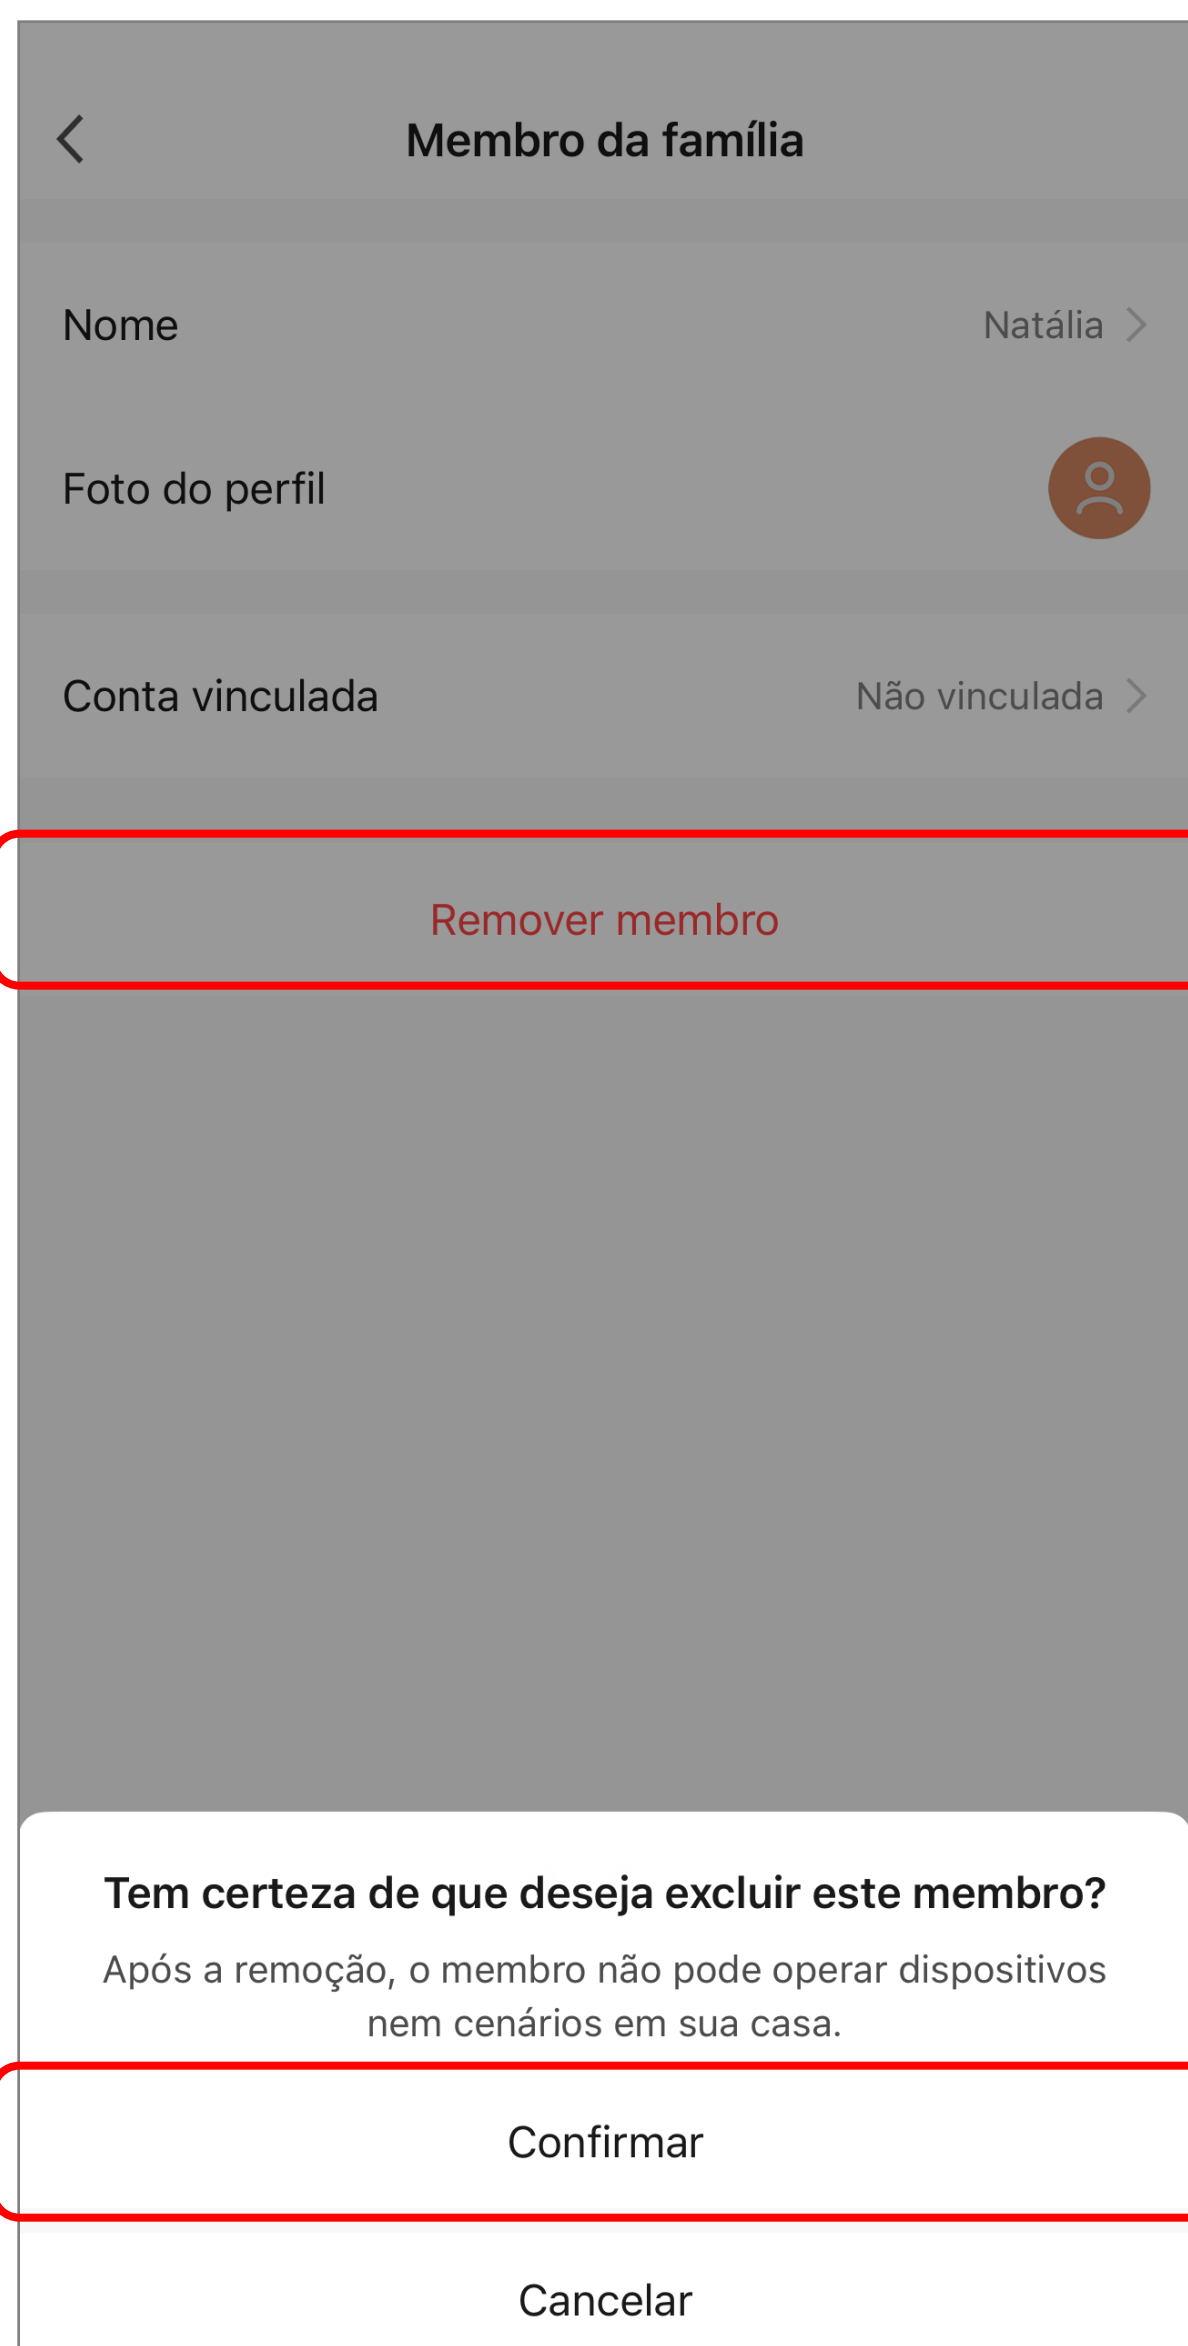 Membro da família
Nome
Natália
Foto do perfil
Conta vinculada
Não vinculada
Remover membro
Tem certeza de que deseja excluir este membro?
Após a remoção, o membro não pode operar dispositivos
nem cenários em sua casa.
Confirmar
Cancelar